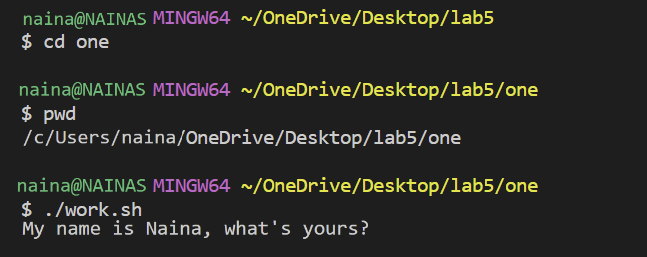 naina@NAINAS MINGW64 ~/OneDrive/Desktop/lab5
$ cd one
naina@NAINAS MINGW64 ~/OneDrive/Desktop/lab5/one
$ pwd
/c/Users/naina/OneDrive/Desktop/lab5/one
naina@NAINAS MINGW64 ~/OneDrive/Desktop/lab5/one
$ ./work.sh
My name is Naina, what's yours?